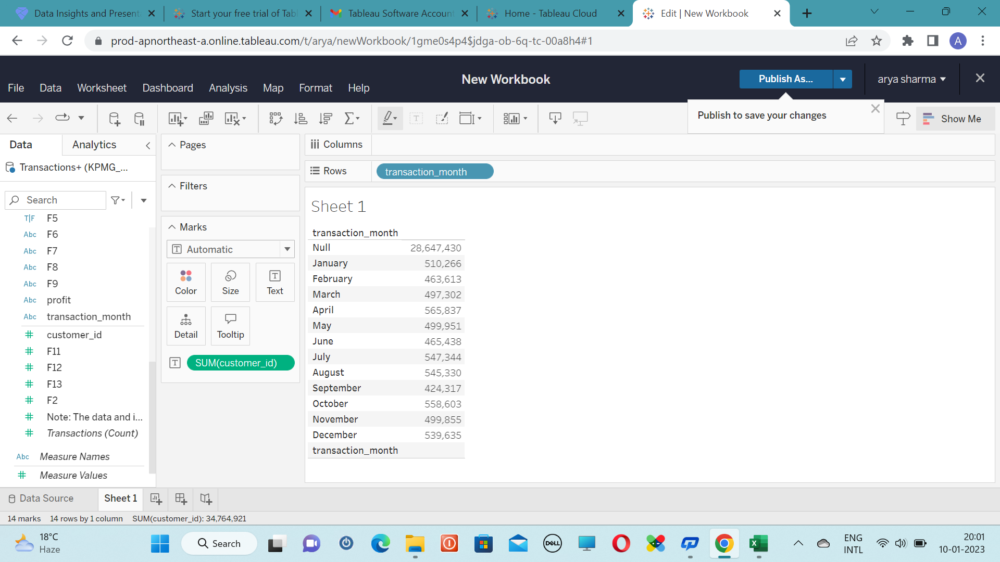 Data Insights and Present
Start your free trial of Tabl
Tableau Software Account
Home - Tableau Cloud
Edit | New Workbook
prod-apnortheast-a.online.tableau.com/t/arya/newWorkbook/1gme0s4p4$jdga-ob-6q-tc-00a8h4#1
A
New Workbook
Publish As...
arya sharma
File Data Worksheet Dashboard Analysis Map Format Help
Publish to save your changes
Show Me
Data Analytics
Transactions+ (KPMG_...
Search
T|F F5
Abc F6
Abc F7
Abc F8
Abc F9
Abc profit
Abc transaction_month
# customer_id
# F11
# F12
# F13
# F2
# Note: The data and i...
# Transactions (Count)
Abc Measure Names
# Measure Values
Pages
Filters
Marks
T Automatic
Color Size T Text
Detail Tooltip
T SUM(customer_id)
Columns
Rows transaction_month
Sheet 1
transaction_month
Null 28,647,430
January 510,266
February 463,613
March 497,302
April 565,837
May 499,951
June 465,438
July 547,344
August 545,330
September 424,317
October 558,603
November 499,855
December 539,635
transaction_month
Data Source Sheet 1
14 marks 14 rows by 1 column SUM(customer_id): 34,764,921
18°C
Haze
Search
DELL
ENG
INTL
20:01
10-01-2023